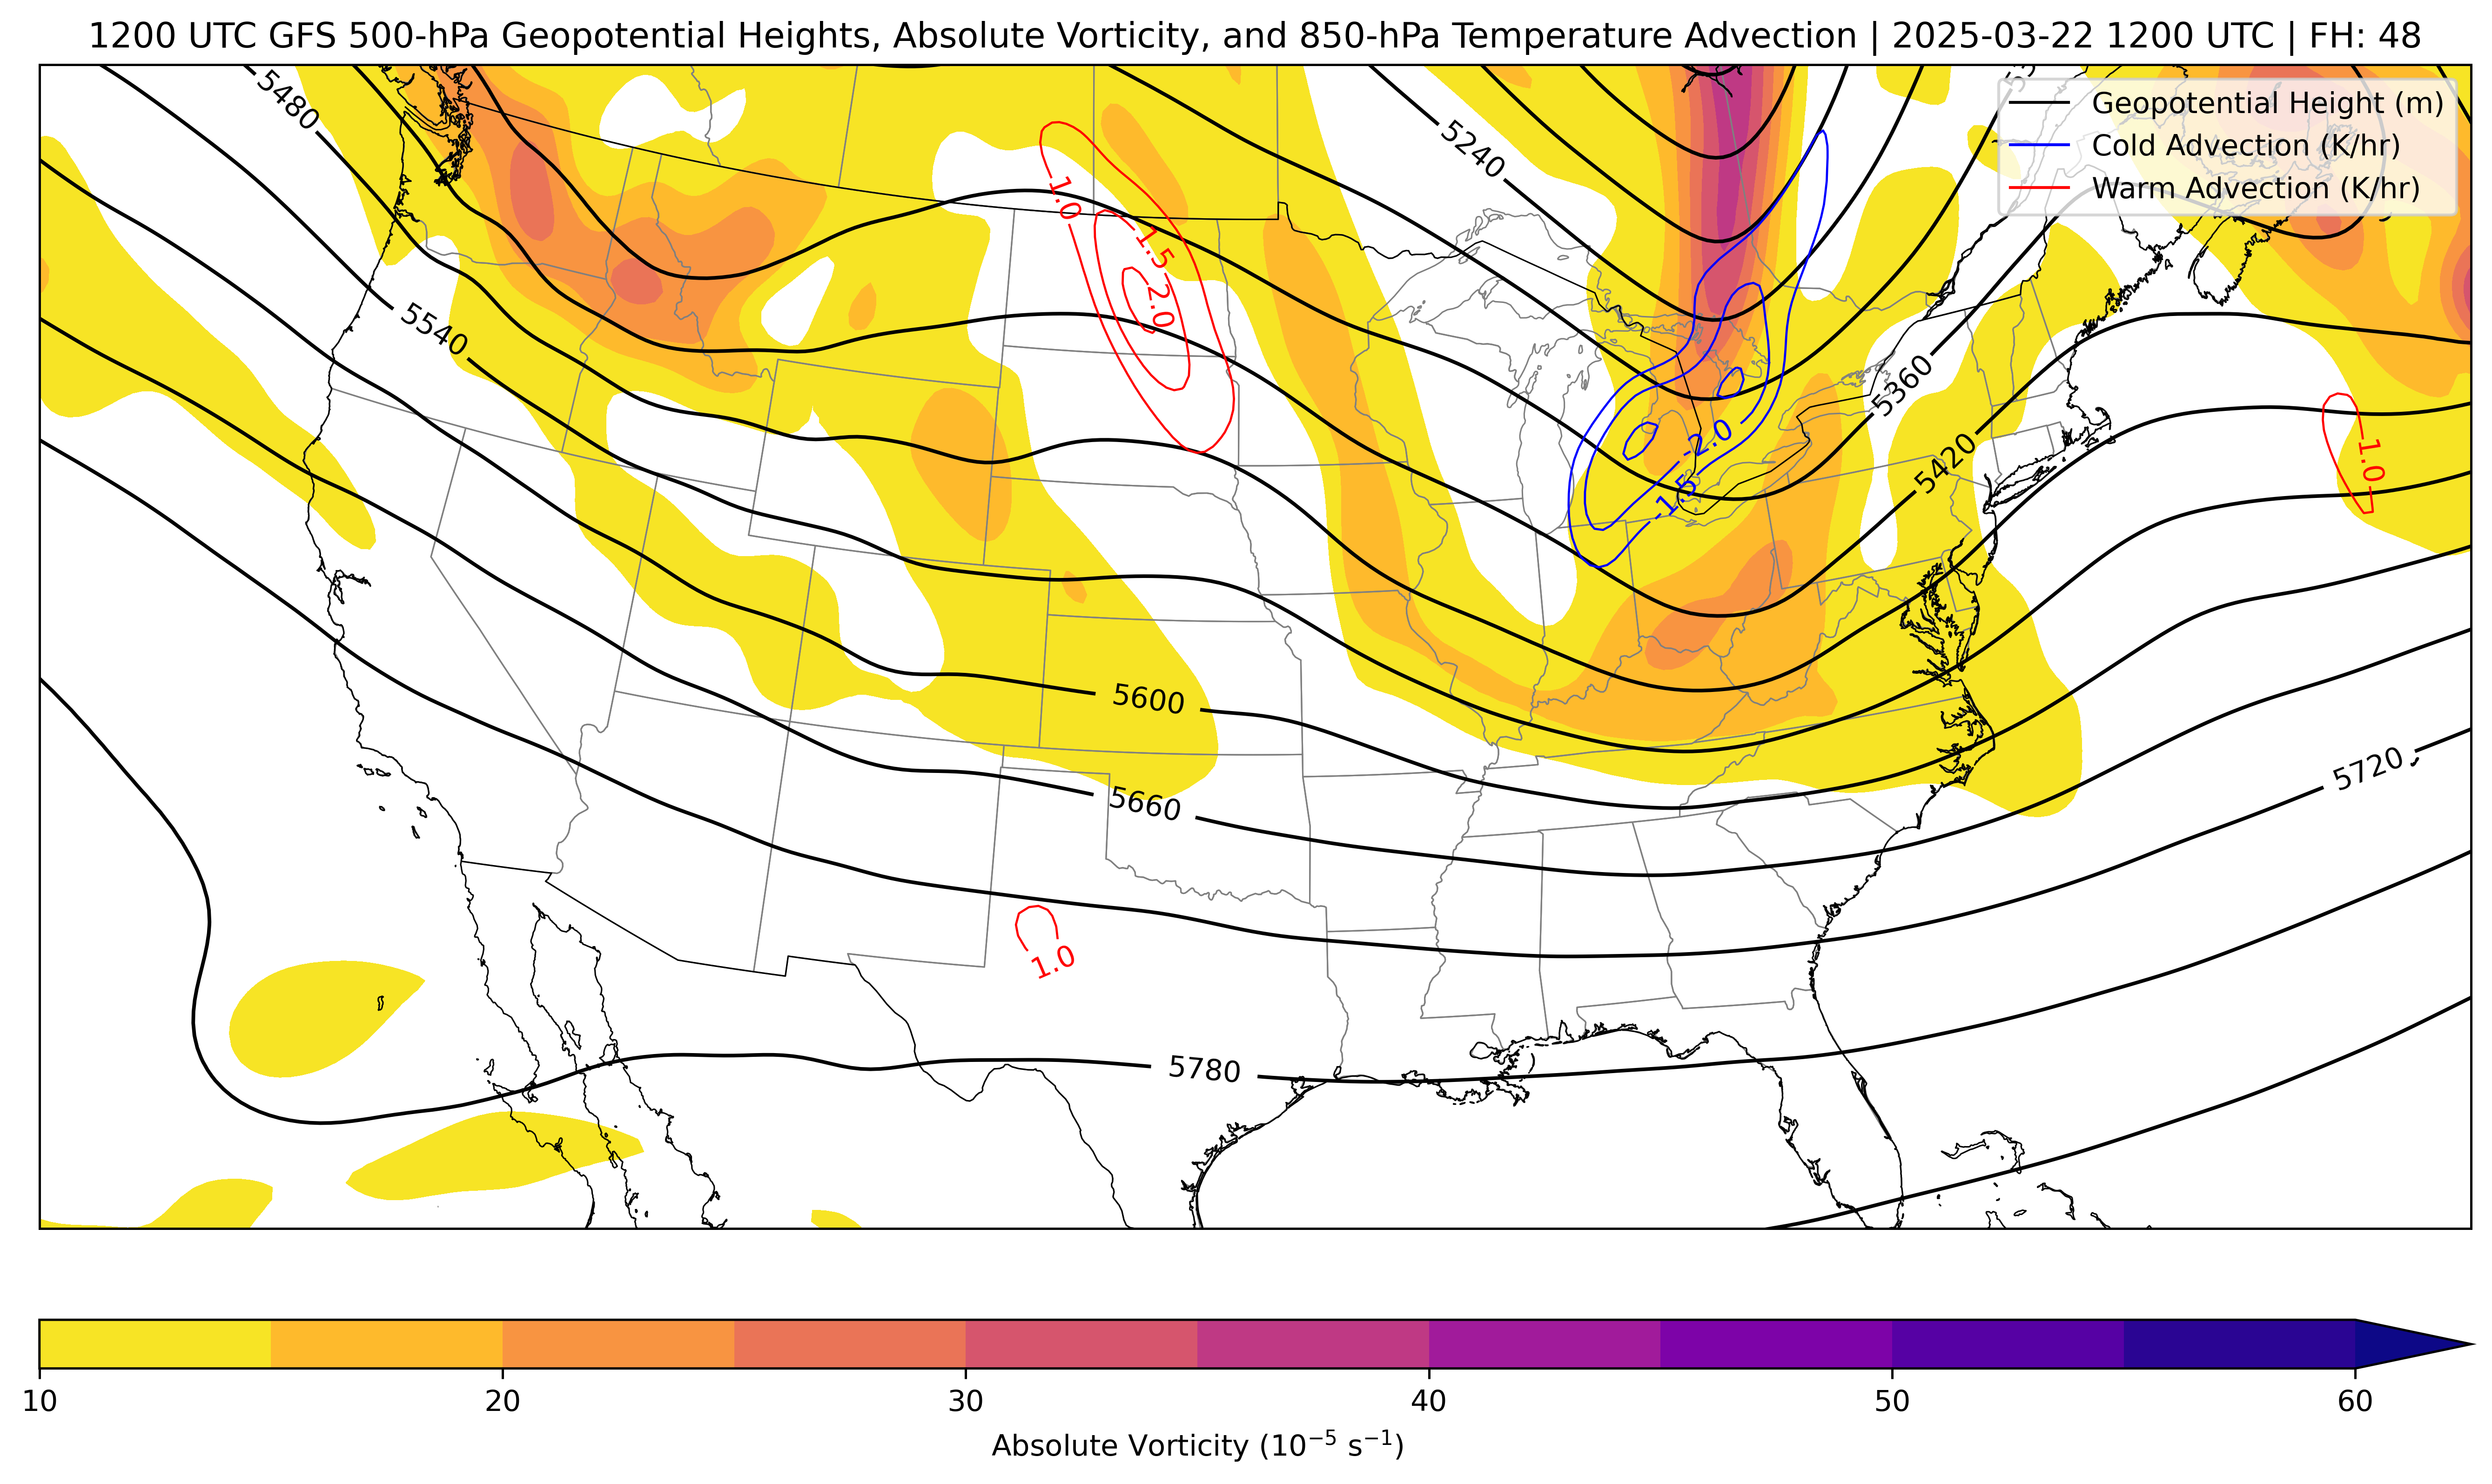 1200 UTC GFS 500-hPa Geopotential Heights, Absolute Vorticity, and 850-hPa Temperature Advection | 2025-03-22 1200 UTC | FH: 48
Geopotential Height (m)
Cold Advection (K/hr)
Warm Advection (K/hr)
5480
5240
5540
5360
5420
5600
5660
5720
5780
1.0
1.5
2.0
-2.0
-1.5
1.0
1.0
10 20 30 40 50 60
Absolute Vorticity (10⁻⁵ s⁻¹)